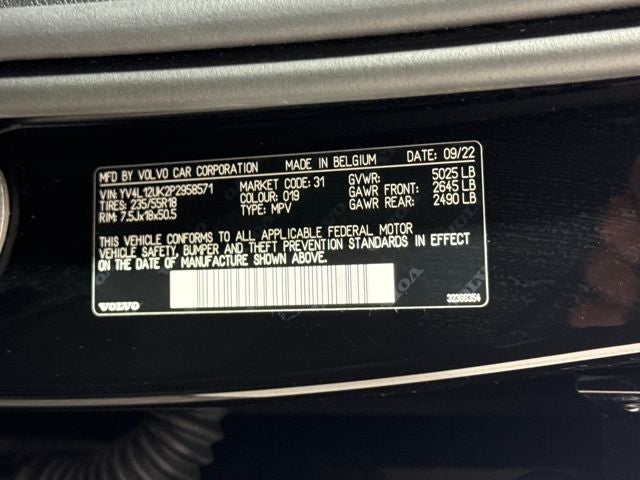 MFD BY VOLVO CAR CORPORATION MADE IN BELGIUM DATE: 09/22
VIN: YV4L12UK2P2958571 MARKET CODE: 31 GVWR: 5025 LB
TIRES: 235/55R18 COLOUR: 019 GAWR FRONT: 2645 LB
RIM: 7.5Jx18x50.5 TYPE: MPV GAWR REAR: 2490 LB
THIS VEHICLE CONFORMS TO ALL APPLICABLE FEDERAL MOTOR
VEHICLE SAFETY, BUMPER AND THEFT PREVENTION STANDARDS IN EFFECT
ON THE DATE OF MANUFACTURE SHOWN ABOVE.
VOLVO 32366354